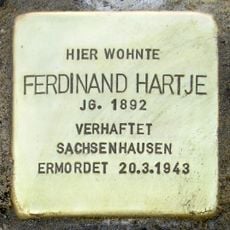 HIER WOHNTE
FERDINAND HARTJE
JG. 1892
VERHAFTET
SACHSENHAUSEN
ERMORDET 20.3.1943